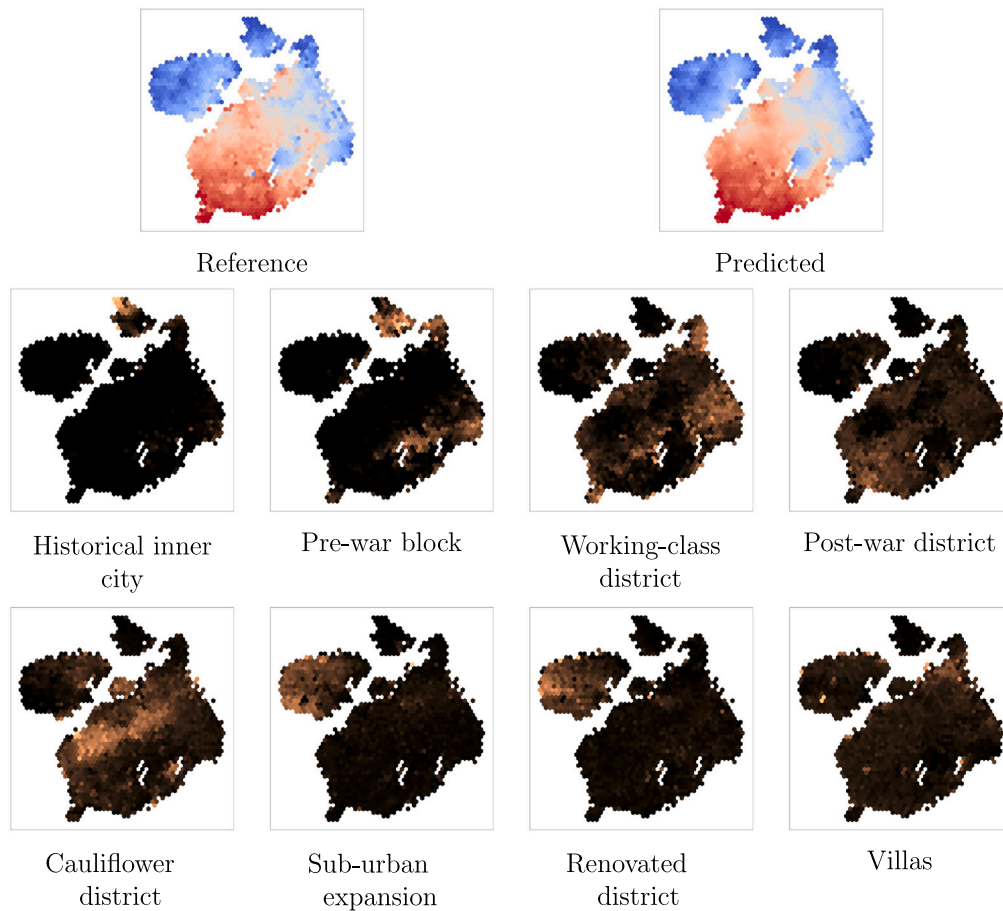 Reference
Predicted
Historical inner
city
Pre-war block
Working-class
district
Post-war district
Cauliflower
district
Sub-urban
expansion
Renovated
district
Villas